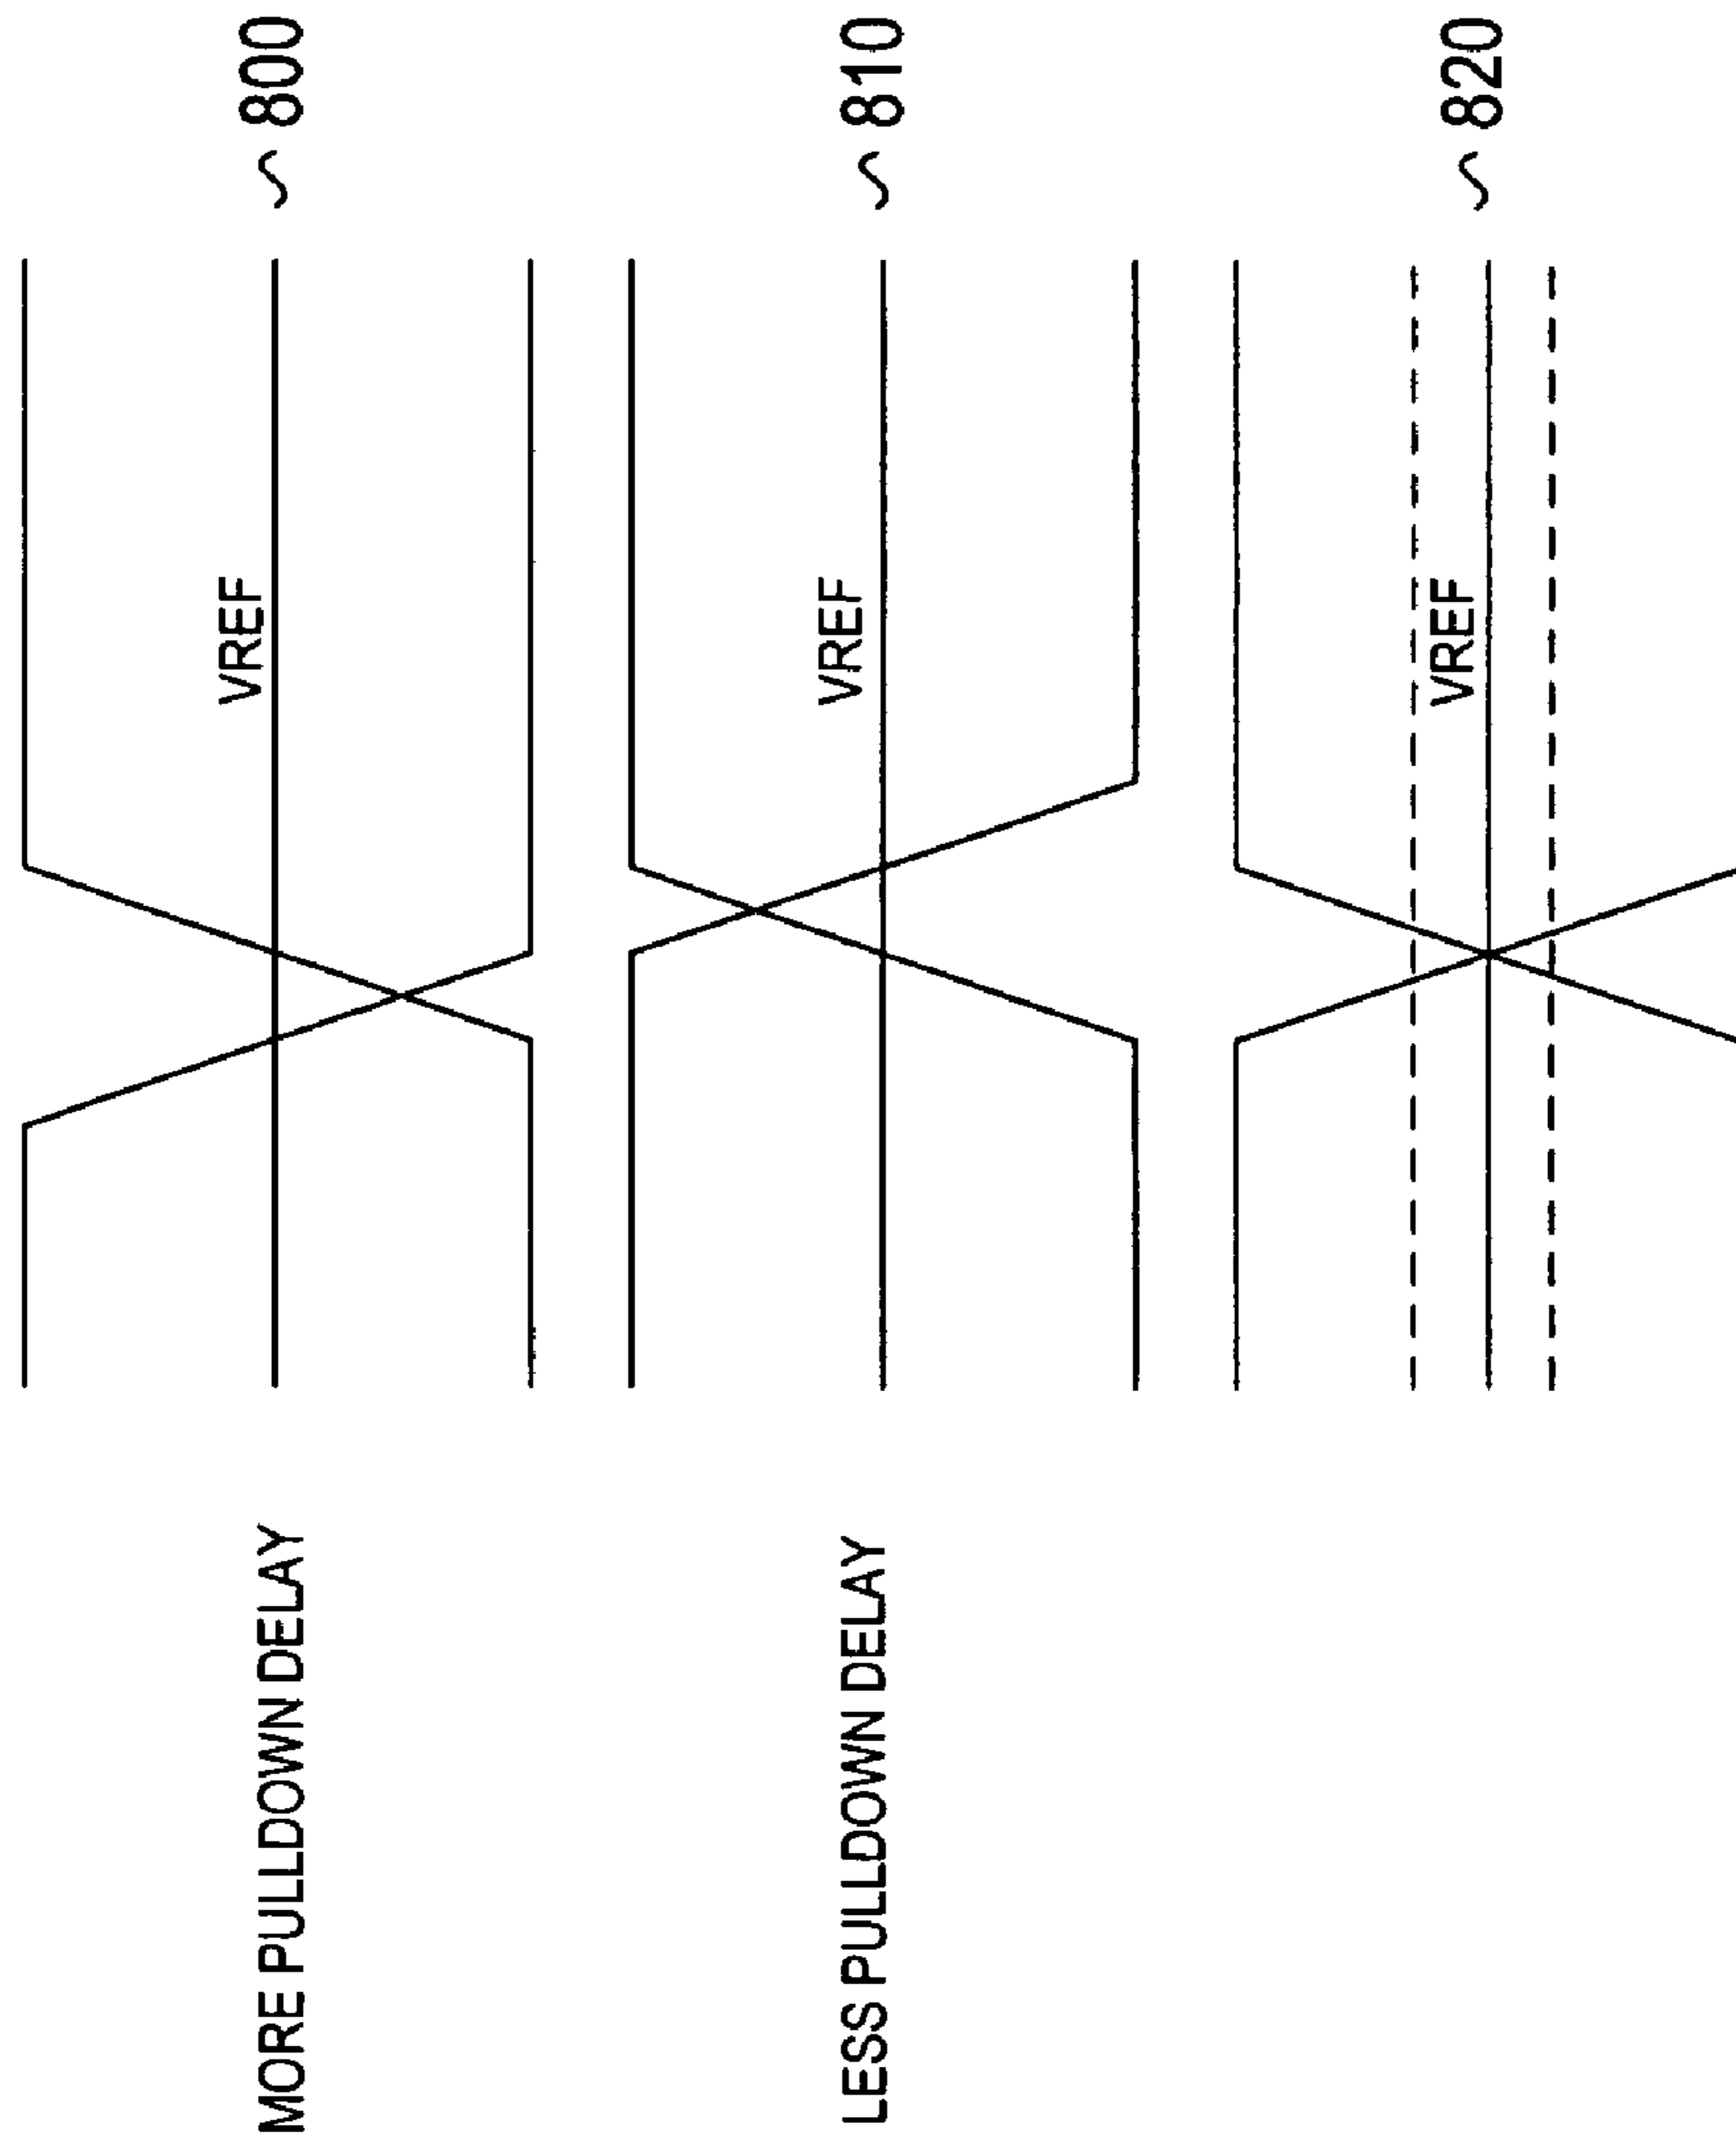 MORE PULLDOWN DELAY
VREF
800
LESS PULLDOWN DELAY
VREF
810
VREF
820